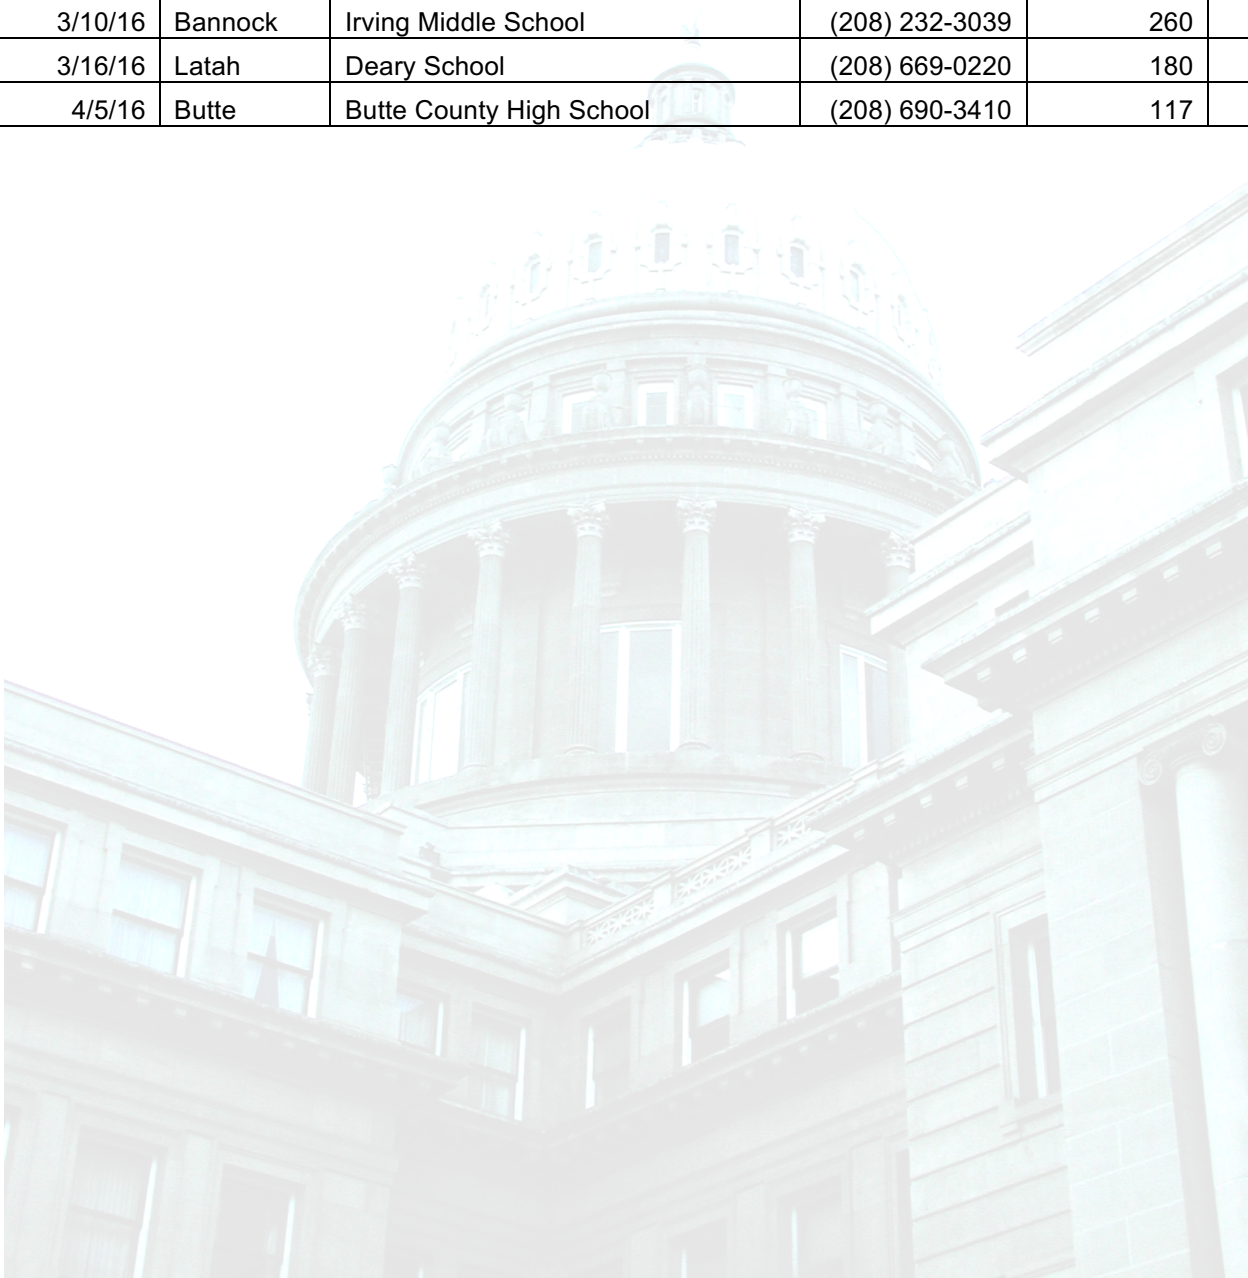 3/10/16 Bannock Irving Middle School (208) 232-3039 260
3/16/16 Latah Deary School (208) 669-0220 180
4/5/16 Butte Butte County High School (208) 690-3410 117